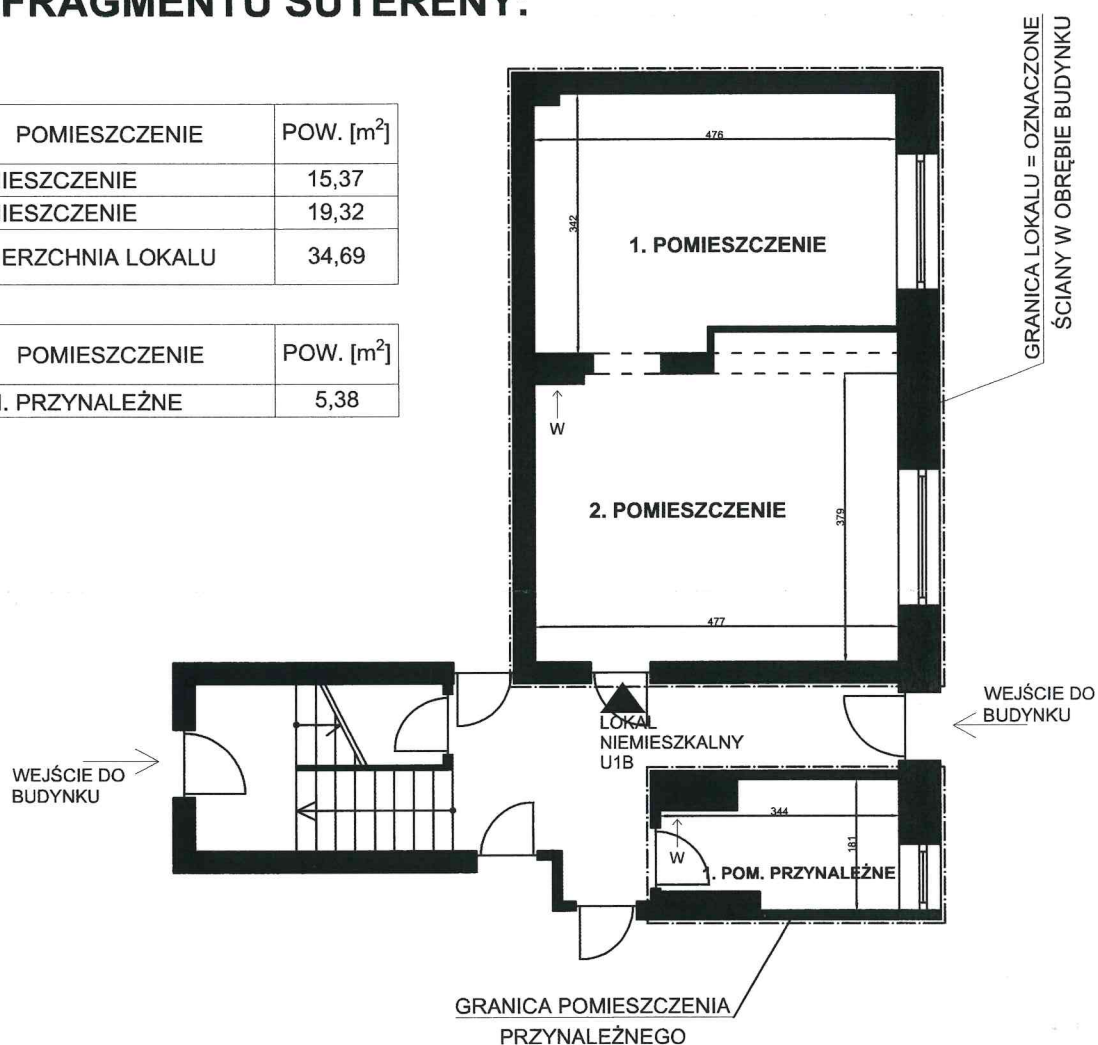 FRAGMENTU SUTERENY:
POMIESZCZENIE POW. [m²]
IESZCZENIE 15,37
IESZCZENIE 19,32
ERZCHNIA LOKALU 34,69
POMIESZCZENIE POW. [m²]
. PRZYNALEŻNE 5,38
GRANICA LOKALU = OZNACZONE
ŚCIANY W OBRĘBIE BUDYNKU
476
342
1. POMIESZCZENIE
W
2. POMIESZCZENIE
379
477
LOKAL
NIEMIESZKALNY
U1B
WEJŚCIE DO
BUDYNKU
WEJŚCIE DO
BUDYNKU
344
181
W
1. POM. PRZYNALEŻNE
GRANICA POMIESZCZENIA
PRZYNALEŻNEGO